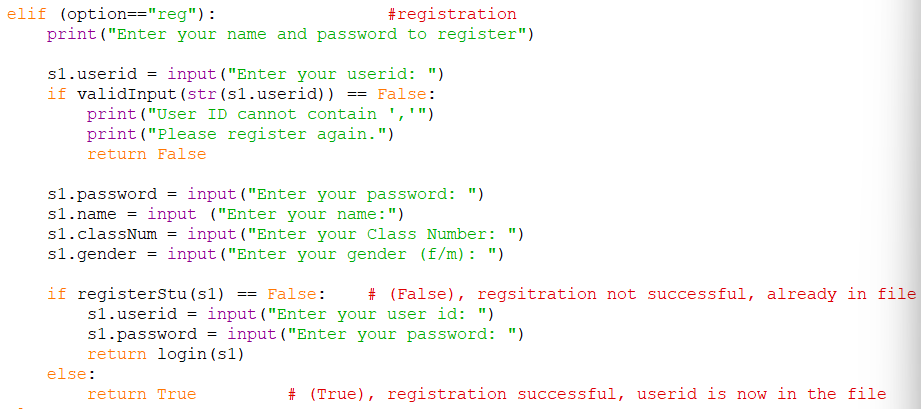 elif (option=="reg"): #registration
print("Enter your name and password to register")
s1.userid = input("Enter your userid: ")
if validInput(str(s1.userid)) == False:
print("User ID cannot contain ','")
print("Please register again.")
return False
s1.password = input("Enter your password: ")
s1.name = input ("Enter your name:")
s1.classNum = input("Enter your Class Number: ")
s1.gender = input("Enter your gender (f/m): ")
if registerStu(s1) == False: # (False), regsitration not successful, already in file
s1.userid = input("Enter your user id: ")
s1.password = input("Enter your password: ")
return login(s1)
else:
return True # (True), registration successful, userid is now in the file